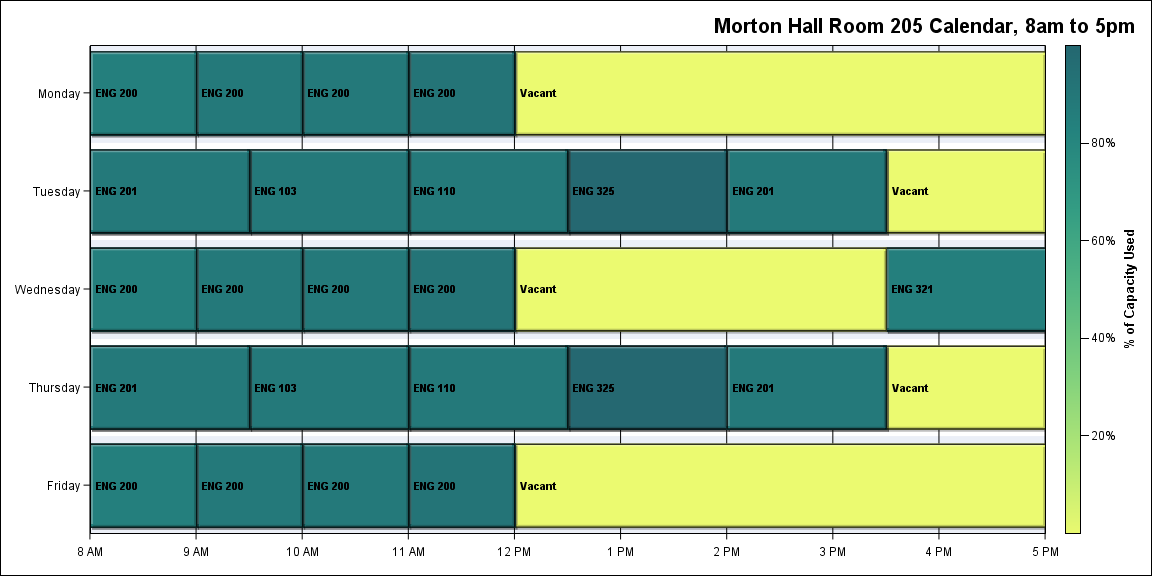 Morton Hall Room 205 Calendar, 8am to 5pm
Monday
ENG 200
ENG 200
ENG 200
ENG 200
Vacant
Tuesday
ENG 201
ENG 103
ENG 110
ENG 325
ENG 201
Vacant
Wednesday
ENG 200
ENG 200
ENG 200
ENG 200
Vacant
ENG 321
Thursday
ENG 201
ENG 103
ENG 110
ENG 325
ENG 201
Vacant
Friday
ENG 200
ENG 200
ENG 200
ENG 200
Vacant
8 AM
9 AM
10 AM
11 AM
12 PM
1 PM
2 PM
3 PM
4 PM
5 PM
80%
60%
40%
20%
% of Capacity Used